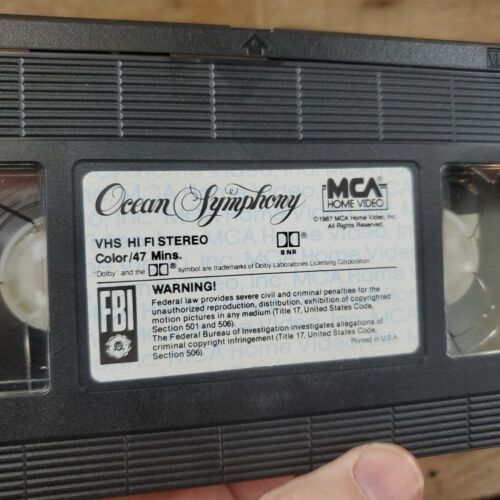 Ocean Symphony
MCA
HOME VIDEO
©1987 MCA Home Video, Inc.
All Rights Reserved.
VHS HI FI STEREO
Color/47 Mins.
B NR
"Dolby" and the symbol are trademarks of Dolby Laboratories Licensing Corporation.
FBI
WARNING!
Federal law provides severe civil and criminal penalties for the
unauthorized reproduction, distribution, exhibition of copyrighted
motion pictures in any medium (Title 17, United States Code,
Section 501 and 506).
The Federal Bureau of Investigation investigates allegations of
criminal copyright infringement (Title 17, United States Code,
Section 506).
Printed in U.S.A.